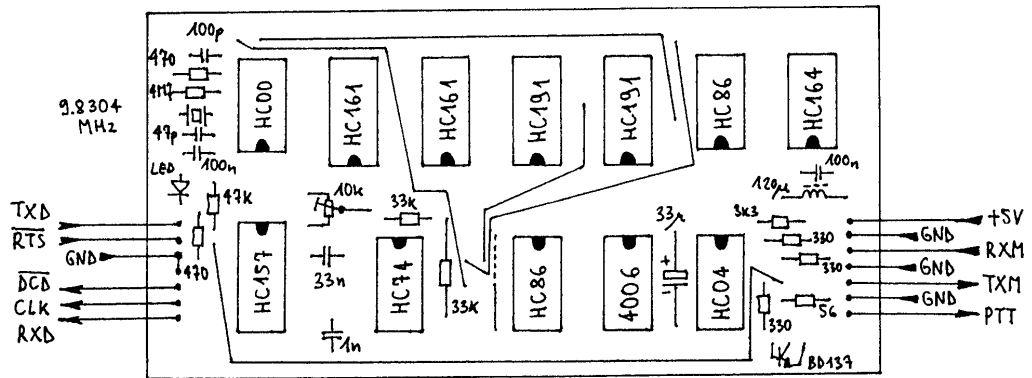 100p
470
4M7
9.8304
MHz
47p
100n
LED
HC00
HC161
HC161
HC191
HC191
HC86
HC164
100n
120µ
47k
10k
33k
33µ
3K3
330
330
TXD
RTS
GND
DCD
CLK
RXD
470
HC157
33n
HC74
33k
HC86
4006
+
-
HC04
1n
330
56
BD137
+5V
GND
RXM
GND
TXM
GND
PTT